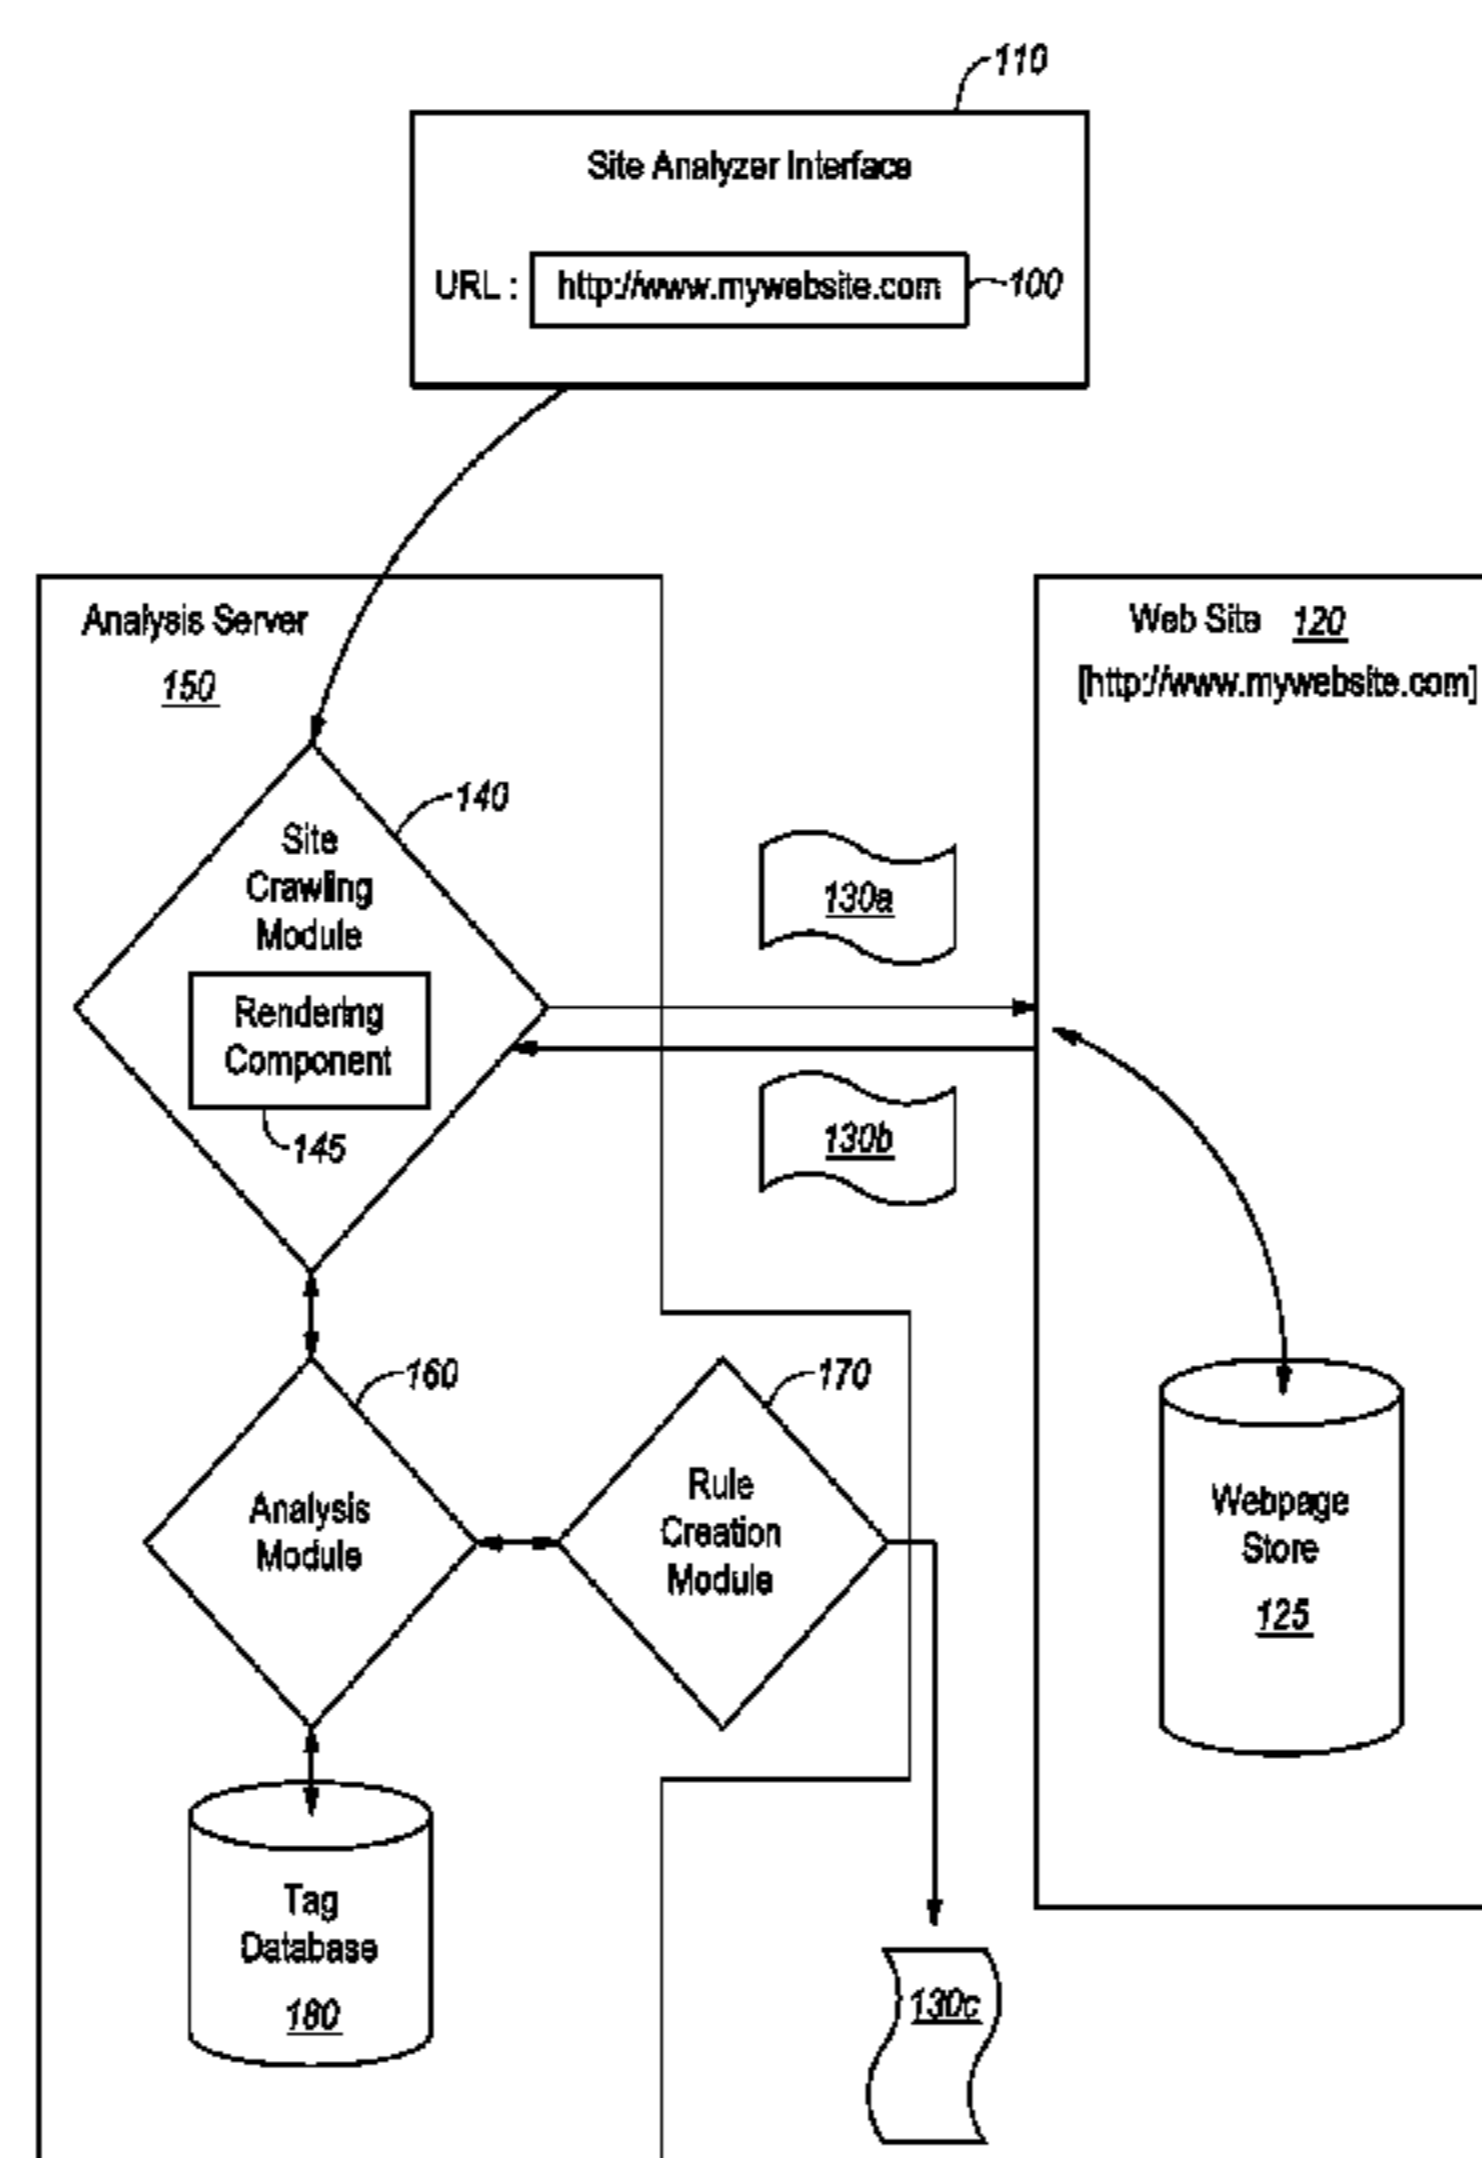 110
Site Analyzer Interface
URL : http://www.mywebsite.com 100
Analysis Server
150
Web Site 120
[http://www.mywebsite.com]
140
Site
Crawling
Module
Rendering
Component
145
130a
130b
160
Analysis
Module
170
Rule
Creation
Module
Webpage
Store
125
Tag
Database
180
130c